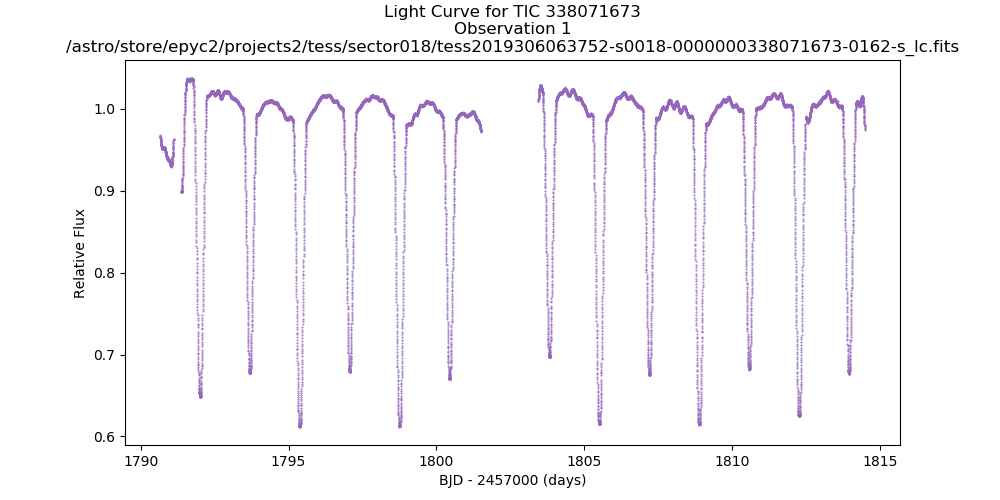 Light Curve for TIC 338071673
Observation 1
/astro/store/epyc2/projects2/tess/sector018/tess2019306063752-s0018-0000000338071673-0162-s_lc.fits
1.0
0.9
0.8
0.7
0.6
Relative Flux
1790
1795
1800
1805
1810
1815
BJD - 2457000 (days)